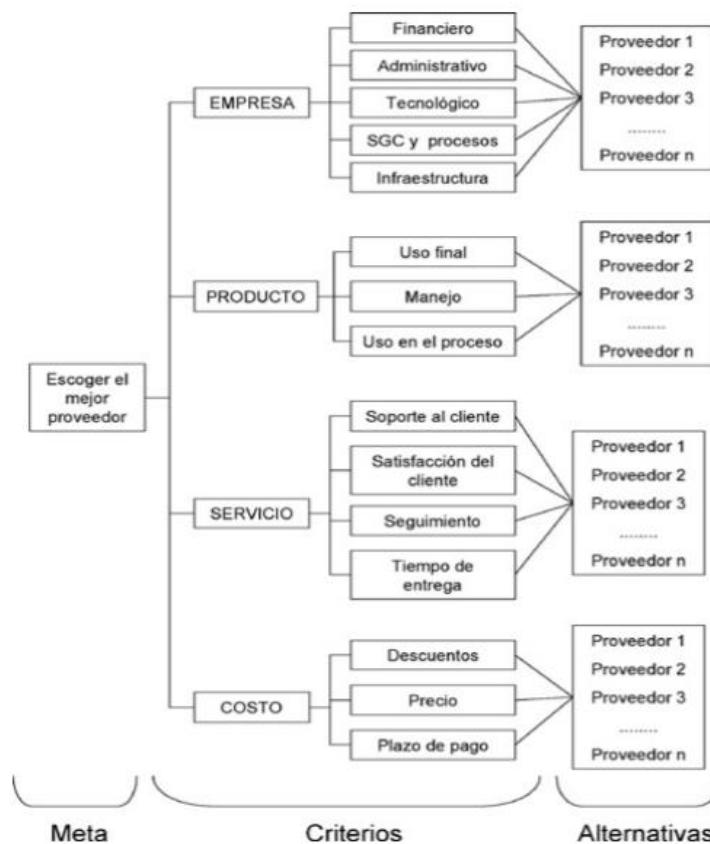 Escoger el
mejor
proveedor
EMPRESA
Financiero
Administrativo
Tecnológico
SGC y procesos
Infraestructura
Proveedor 1
Proveedor 2
Proveedor 3
........
Proveedor n
PRODUCTO
Uso final
Manejo
Uso en el proceso
Proveedor 1
Proveedor 2
Proveedor 3
........
Proveedor n
SERVICIO
Soporte al cliente
Satisfacción del
cliente
Seguimiento
Tiempo de
entrega
Proveedor 1
Proveedor 2
Proveedor 3
........
Proveedor n
COSTO
Descuentos
Precio
Plazo de pago
Proveedor 1
Proveedor 2
Proveedor 3
........
Proveedor n
Meta
Criterios
Alternativas